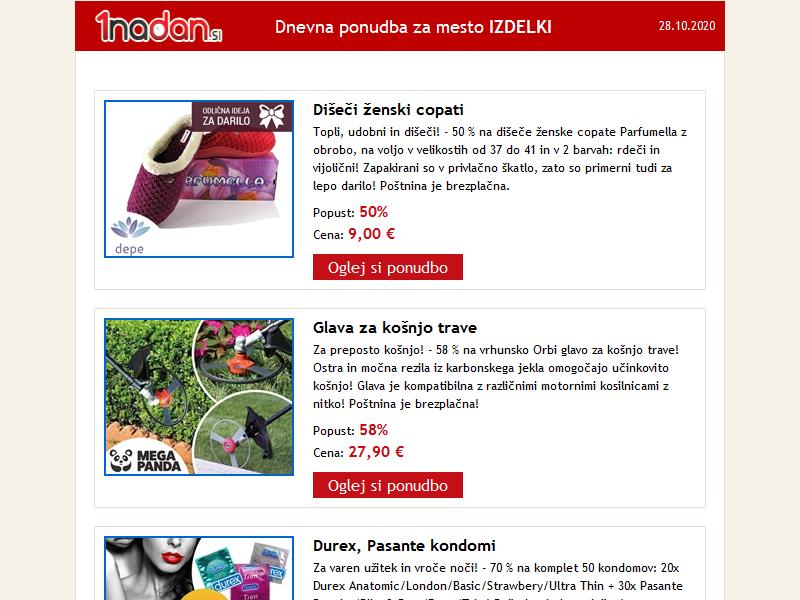 1nadan.si
Dnevna ponudba za mesto IZDELKI
28.10.2020
ODLIČNA IDEJA
ZA DARILO
depe
Dišeči ženski copati
Topli, udobni in dišeči! - 50 % na dišeče ženske copate Parfumella z
obrobo, na voljo v velikostih od 37 do 41 in v 2 barvah: rdeči in
vijolični! Zapakirani so v privlačno škatlo, zato so primerni tudi za
lepo darilo! Poštnina je brezplačna.
Popust: 50%
Cena: 9,00 €
Oglej si ponudbo
MEGA
PANDA
Glava za košnjo trave
Za preposto košnjo! - 58 % na vrhunsko Orbi glavo za košnjo trave!
Ostra in močna rezila iz karbonskega jekla omogočajo učinkovito
košnjo! Glava je kompatibilna z različnimi motornimi kosilnicami z
nitko! Poštnina je brezplačna!
Popust: 58%
Cena: 27,90 €
Oglej si ponudbo
durex
Durex, Pasante kondomi
Za varen užitek in vroče noči! - 70 % na komplet 50 kondomov: 20x
Durex Anatomic/London/Basic/Strawbery/Ultra Thin + 30x Pasante